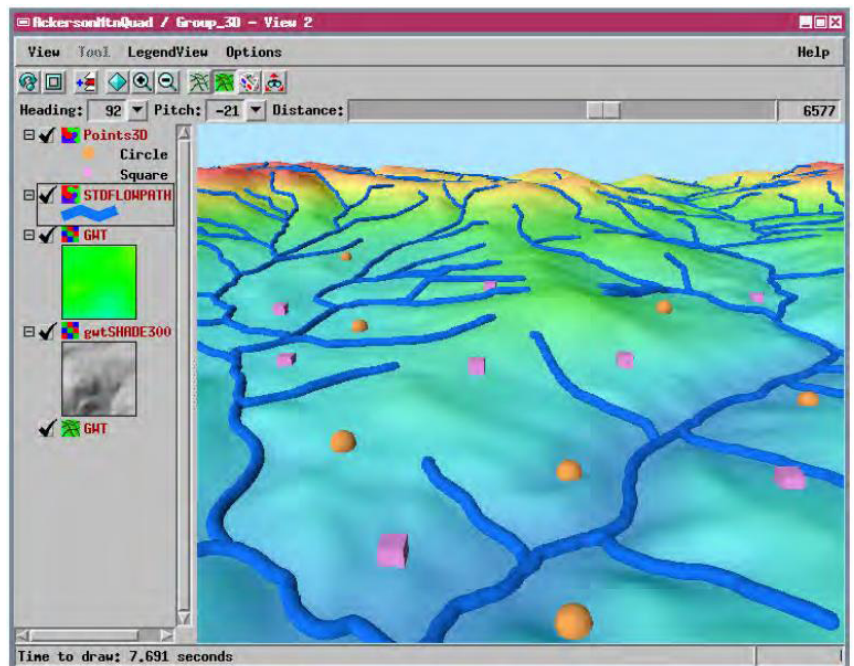 AckersonMtnQuad / Group_3D - View 2
View Tool LegendView Options Help
Heading: 92 Pitch: -21 Distance: 6577
Points3D
Circle
Square
STDFLOWPATH
GWT
gwtSHADE300
GWT
Time to draw: 7.691 seconds